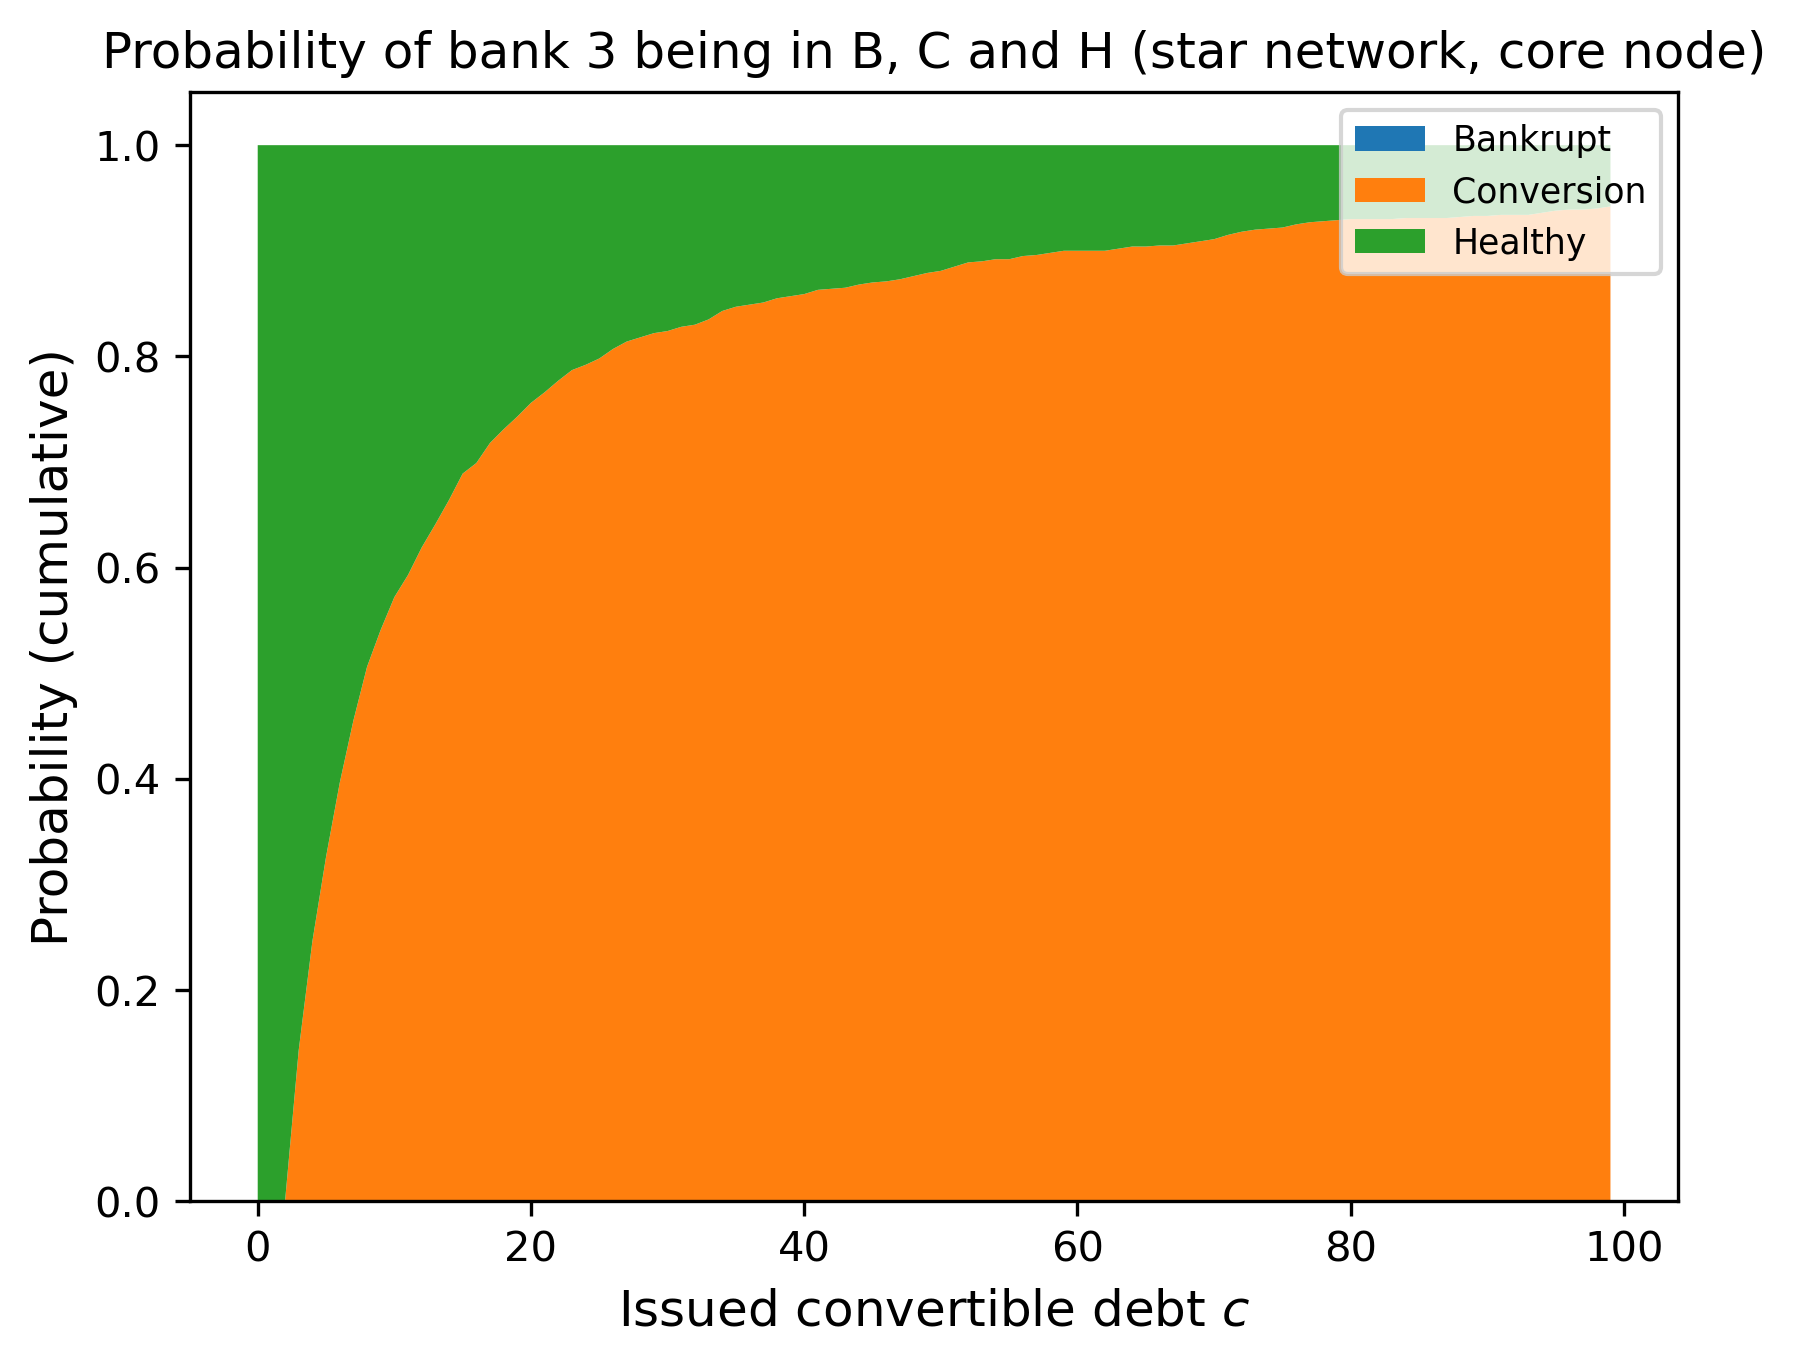 Probability of bank 3 being in B, C and H (star network, core node)
Bankrupt
Conversion
Healthy
1.0
0.8
0.6
0.4
0.2
0.0
Probability (cumulative)
0 20 40 60 80 100
Issued convertible debt c